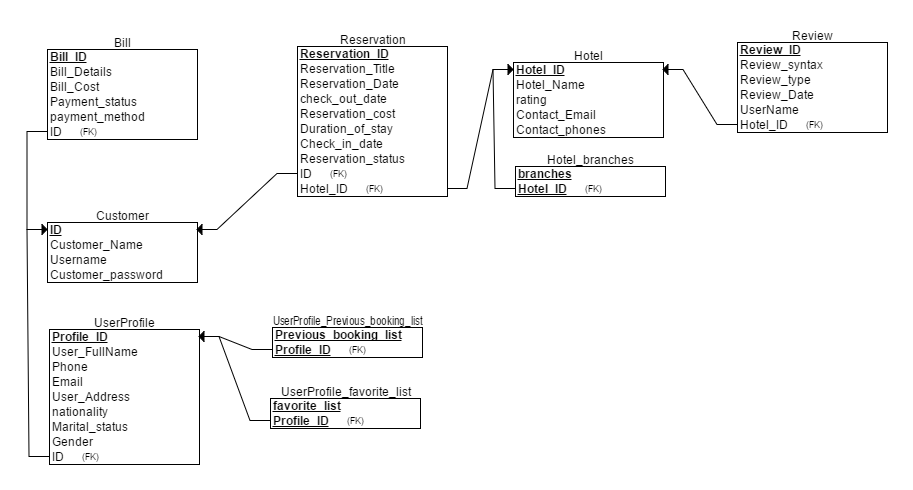 Bill
Bill_ID
Bill_Details
Bill_Cost
Payment_status
payment_method
ID (FK)
Reservation
Reservation_ID
Reservation_Title
Reservation_Date
check_out_date
Reservation_cost
Duration_of_stay
Check_in_date
Reservation_status
ID (FK)
Hotel_ID (FK)
Hotel
Hotel_ID
Hotel_Name
rating
Contact_Email
Contact_phones
Review
Review_ID
Review_syntax
Review_type
Review_Date
UserName
Hotel_ID (FK)
Hotel_branches
branches
Hotel_ID (FK)
Customer
ID
Customer_Name
Username
Customer_password
UserProfile
Profile_ID
User_FullName
Phone
Email
User_Address
nationality
Marital_status
Gender
ID (FK)
UserProfile_Previous_booking_list
Previous_booking_list
Profile_ID (FK)
UserProfile_favorite_list
favorite_list
Profile_ID (FK)